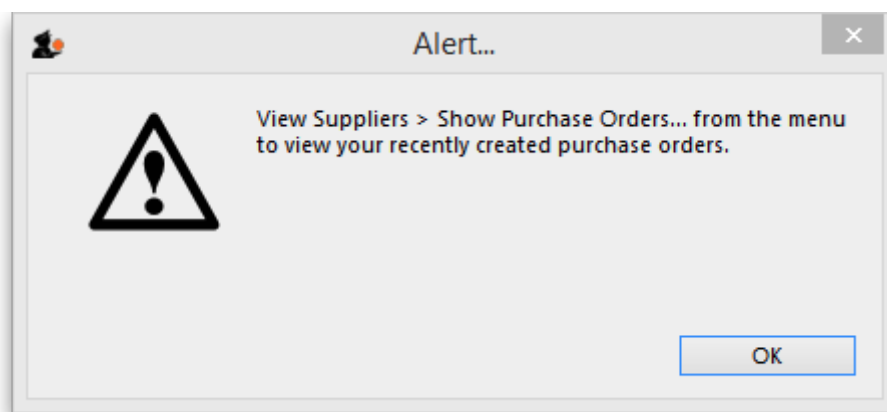 Alert...
View Suppliers > Show Purchase Orders... from the menu
to view your recently created purchase orders.
OK